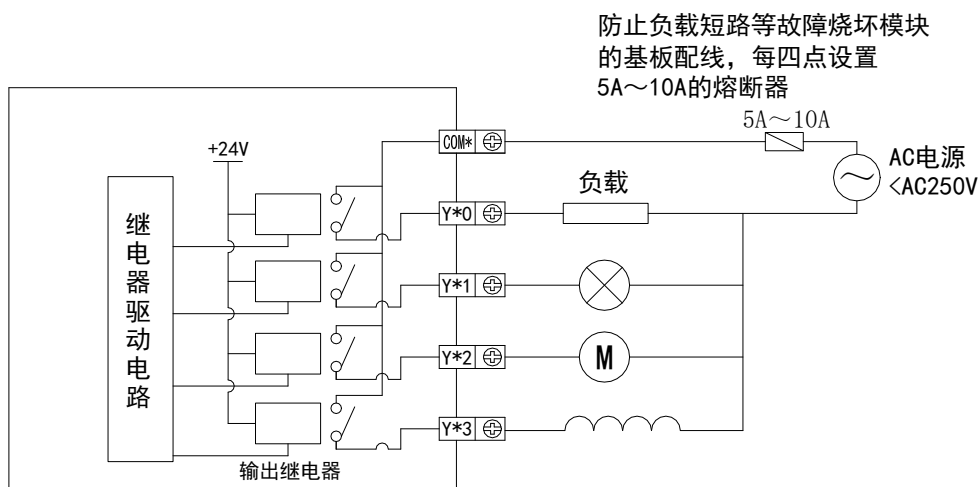 防止负载短路等故障烧坏模块
的基板配线，每四点设置
5A～10A的熔断器
5A～10A
COM*
AC电源
<AC250V
+24V
负载
Y*0
继电器驱动电路
Y*1
Y*2
M
Y*3
输出继电器